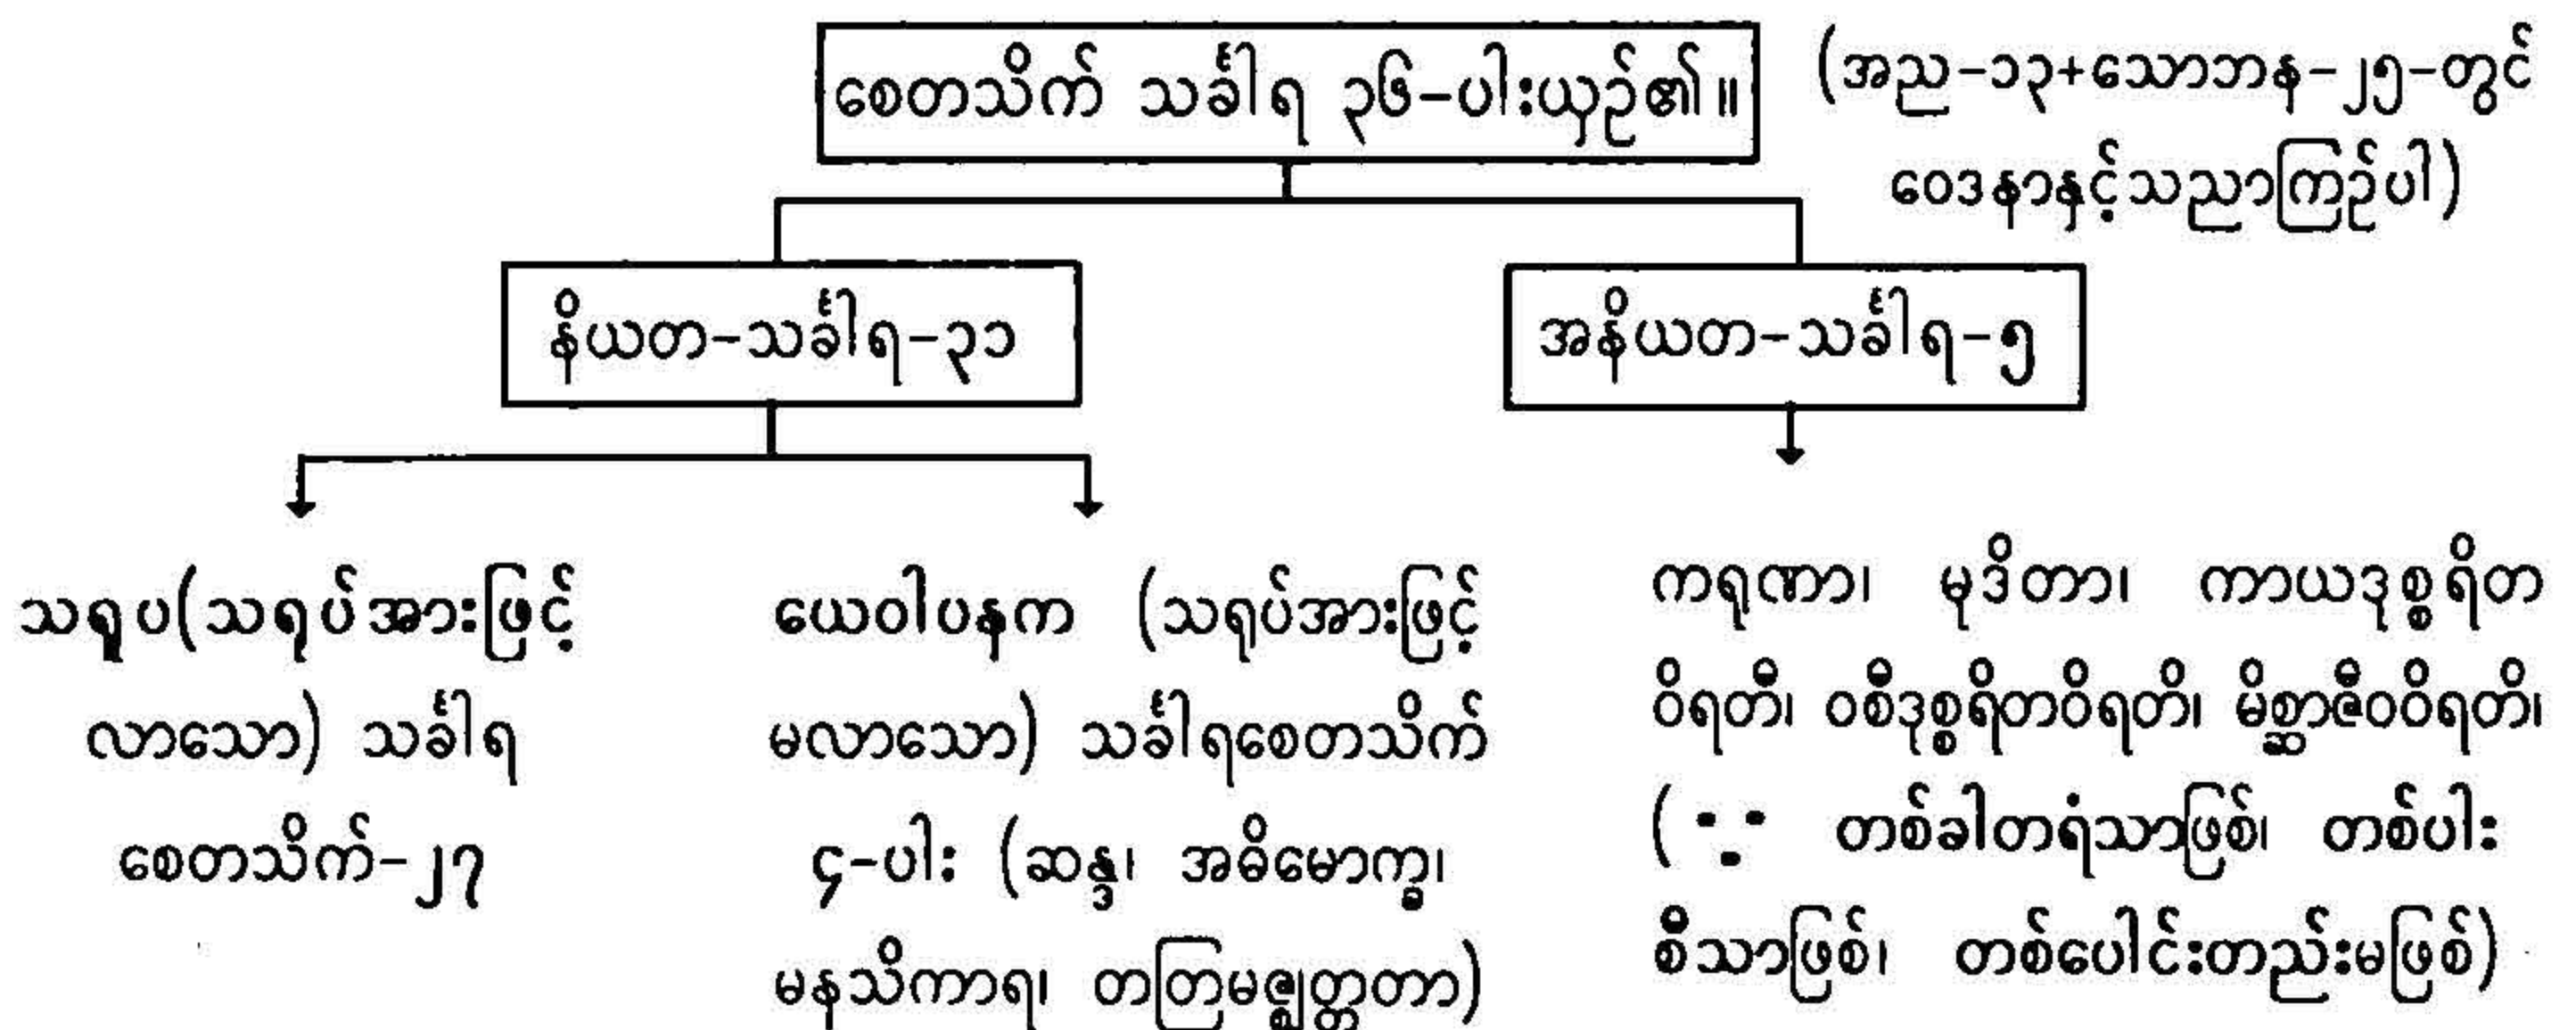 စေတသိက် သင်္ခါရ ၃၆-ပါးယှဉ်၏။
(အည-၁၃+သောဘန-၂၅-တွင်
ဝေဒနာနှင့်သညာကြဉ်ပါ)
နိယတ-သင်္ခါရ-၃၁
အနိယတ-သင်္ခါရ-၅
သရူပ(သရုပ်အားဖြင့်
လာသော) သင်္ခါရ
စေတသိက်-၂၇
ယေဝါပနက (သရုပ်အားဖြင့်
မလာသော) သင်္ခါရစေတသိက်
၄-ပါး (ဆန္ဒ၊ အဓိမောက္ခ၊
မနသိကာရ၊ တတြမဇ္ဈတ္တတာ)
ကရုဏာ၊ မုဒိတာ၊ ကာယဒုစ္စရိတ
ဝိရတီ၊ ဝစီဒုစ္စရိတဝိရတိ၊ မိစ္ဆာဇီဝဝိရတိ၊
(∵ တစ်ခါတရံသာဖြစ်၊ တစ်ပါး
စီသာဖြစ်၊ တစ်ပေါင်းတည်းမဖြစ်)